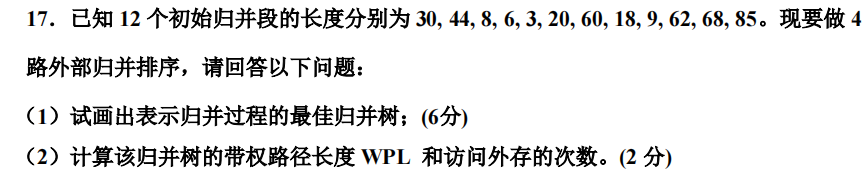 17．已知 12 个初始归并段的长度分别为 30, 44, 8, 6, 3, 20, 60, 18, 9, 62, 68, 85。现要做 4
路外部归并排序，请回答以下问题：
（1）试画出表示归并过程的最佳归并树；(6分)
（2）计算该归并树的带权路径长度 WPL 和访问外存的次数。(2 分)